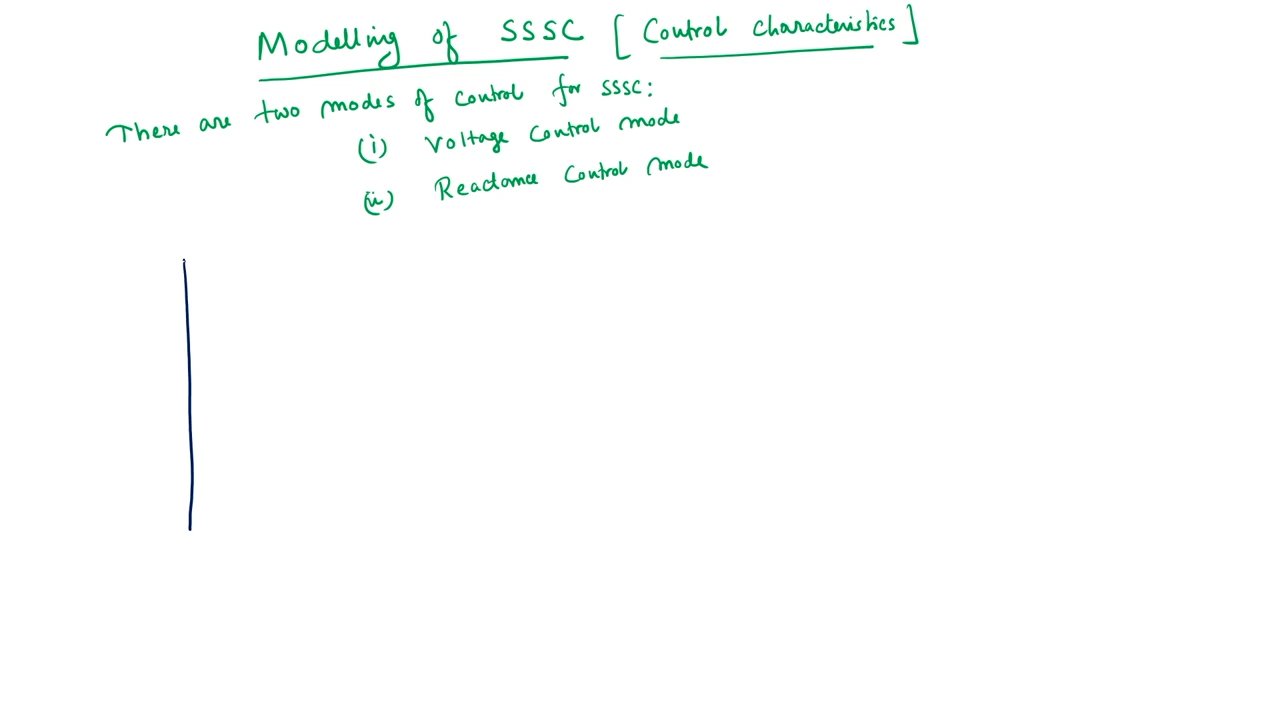 Modelling of SSSC [Control characteristics]
There are two modes of control for SSSC:
(i) Voltage control mode
(ii) Reactance control mode